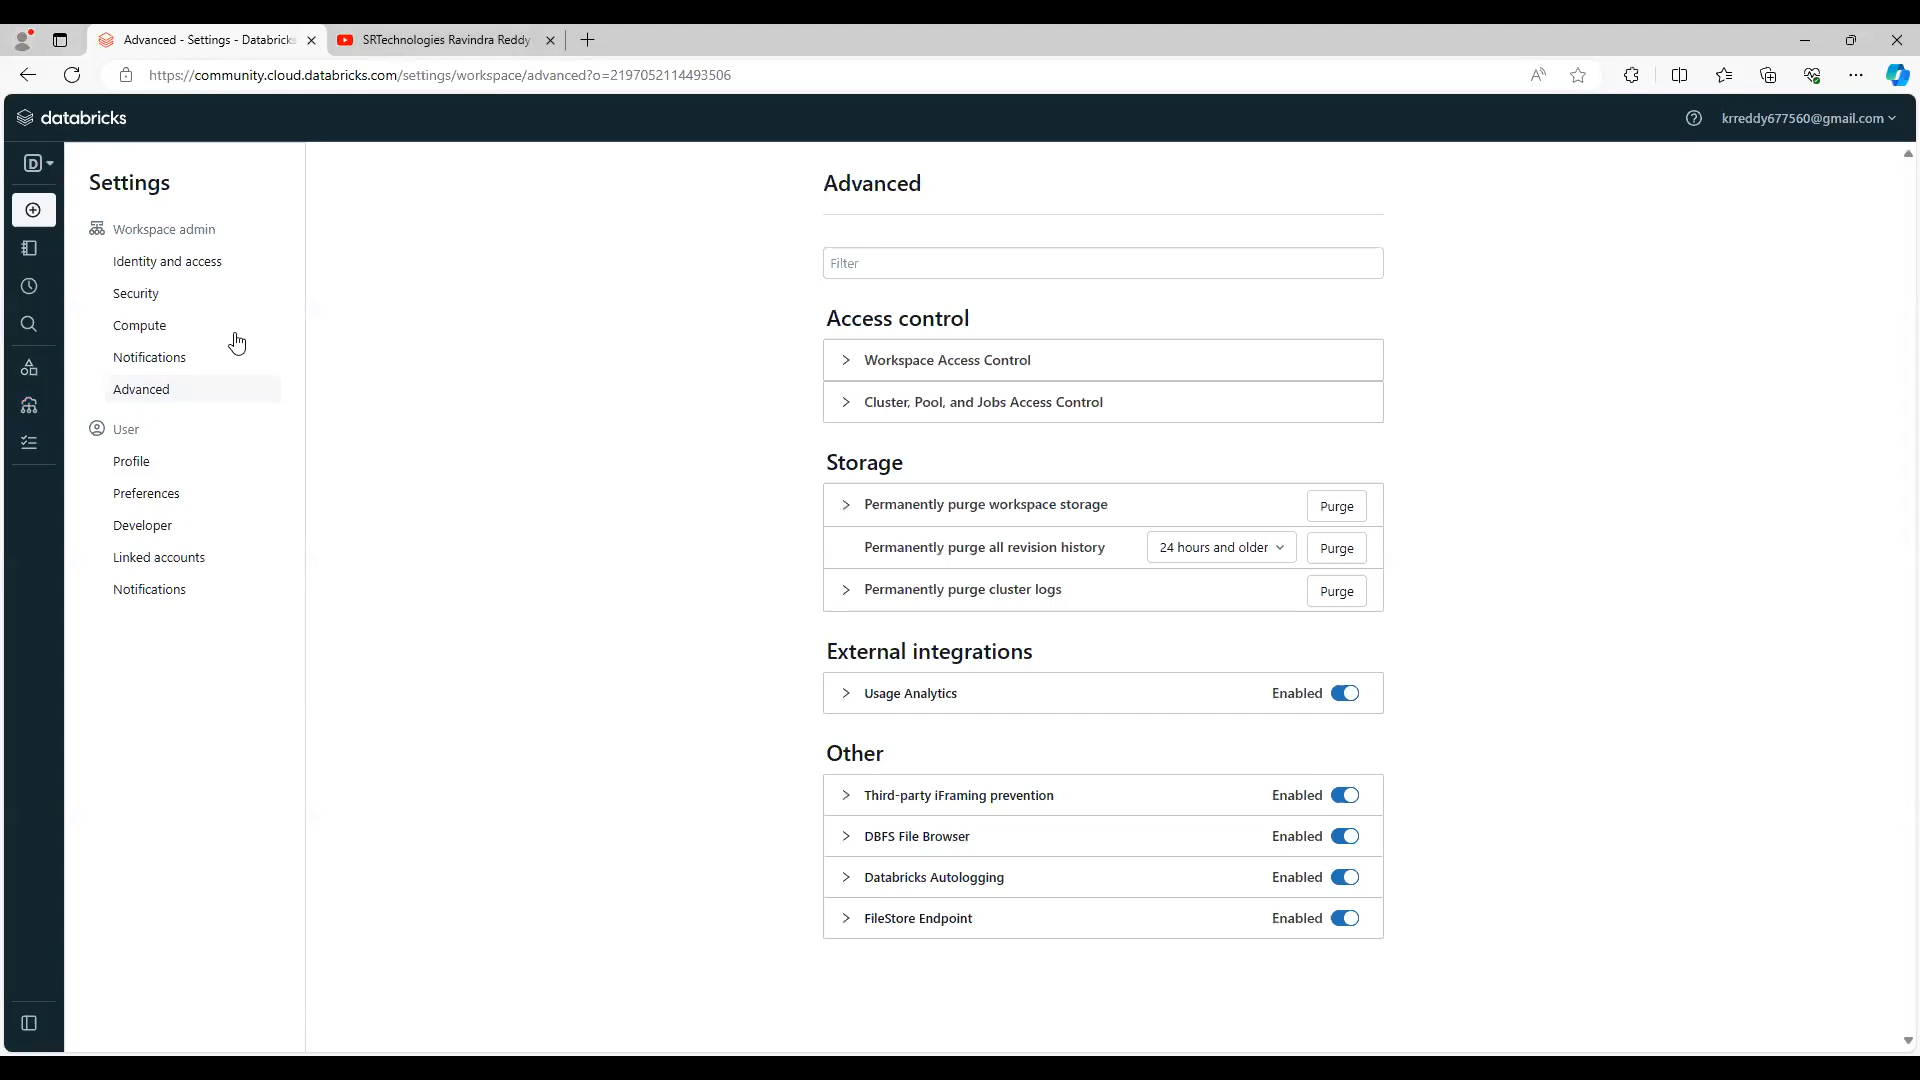 Advanced - Settings - Databricks
SRTechnologies Ravindra Reddy
https://community.cloud.databricks.com/settings/workspace/advanced?o=2197052114493506
databricks
krreddy677560@gmail.com
D
Settings
Workspace admin
Identity and access
Security
Compute
Notifications
Advanced
User
Profile
Preferences
Developer
Linked accounts
Notifications
Advanced
Filter
Access control
Workspace Access Control
Cluster, Pool, and Jobs Access Control
Storage
Permanently purge workspace storage Purge
Permanently purge all revision history 24 hours and older Purge
Permanently purge cluster logs Purge
External integrations
Usage Analytics Enabled
Other
Third-party iFraming prevention Enabled
DBFS File Browser Enabled
Databricks Autologging Enabled
FileStore Endpoint Enabled